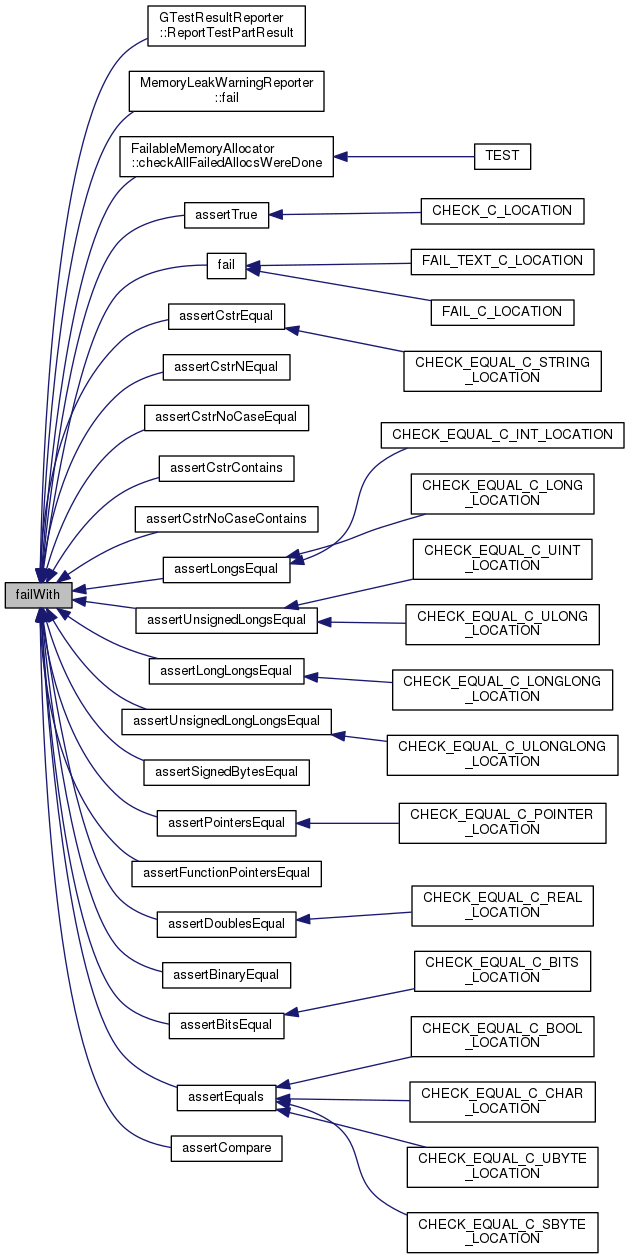 GTestResultReporter
::ReportTestPartResult
MemoryLeakWarningReporter
::fail
FailableMemoryAllocator
::checkAllFailedAllocsWereDone
TEST
assertTrue
CHECK_C_LOCATION
fail
FAIL_TEXT_C_LOCATION
FAIL_C_LOCATION
assertCstrEqual
CHECK_EQUAL_C_STRING
_LOCATION
assertCstrNEqual
assertCstrNoCaseEqual
CHECK_EQUAL_C_INT_LOCATION
assertCstrContains
CHECK_EQUAL_C_LONG
_LOCATION
assertCstrNoCaseContains
assertLongsEqual
CHECK_EQUAL_C_UINT
_LOCATION
failWith
assertUnsignedLongsEqual
CHECK_EQUAL_C_ULONG
_LOCATION
assertLongLongsEqual
CHECK_EQUAL_C_LONGLONG
_LOCATION
assertUnsignedLongLongsEqual
CHECK_EQUAL_C_ULONGLONG
_LOCATION
assertSignedBytesEqual
assertPointersEqual
CHECK_EQUAL_C_POINTER
_LOCATION
assertFunctionPointersEqual
assertDoublesEqual
CHECK_EQUAL_C_REAL
_LOCATION
assertBinaryEqual
CHECK_EQUAL_C_BITS
_LOCATION
assertBitsEqual
CHECK_EQUAL_C_BOOL
_LOCATION
assertEquals
CHECK_EQUAL_C_CHAR
_LOCATION
assertCompare
CHECK_EQUAL_C_UBYTE
_LOCATION
CHECK_EQUAL_C_SBYTE
_LOCATION